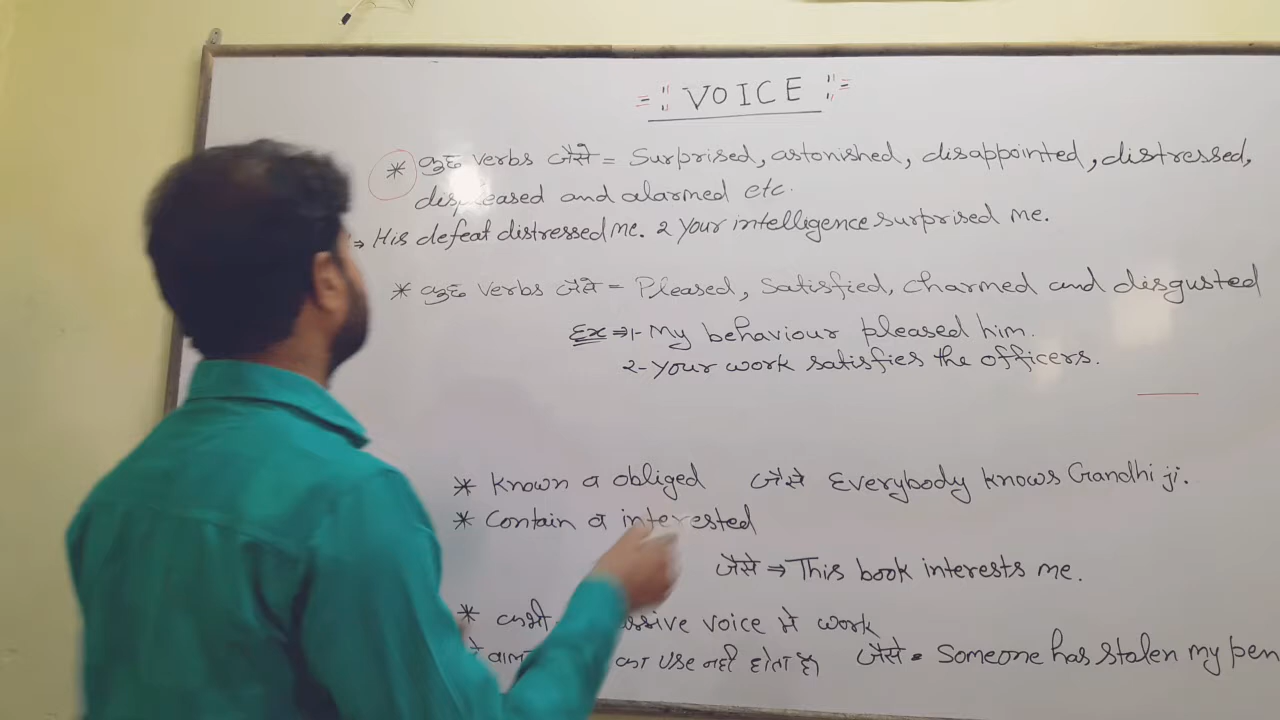 VOICE
* कुछ verbs जैसे = Surprised, astonished, disappointed, distressed,
displeased and alarmed etc.
⇒ His defeat distressed me. 2 your intelligence surprised me.
* कुछ verbs जैसे = Pleased, Satisfied, charmed and disgusted
Ex ⇒ 1- My behaviour pleased him.
2- your work satisfies the officers.
* Known व obliged जैसे Everybody knows Gandhi ji.
* Contain व interested
जैसे ⇒ This book interests me.
* कभी voice मे work
का use नही होता है। जैसे = Someone has stolen my pen